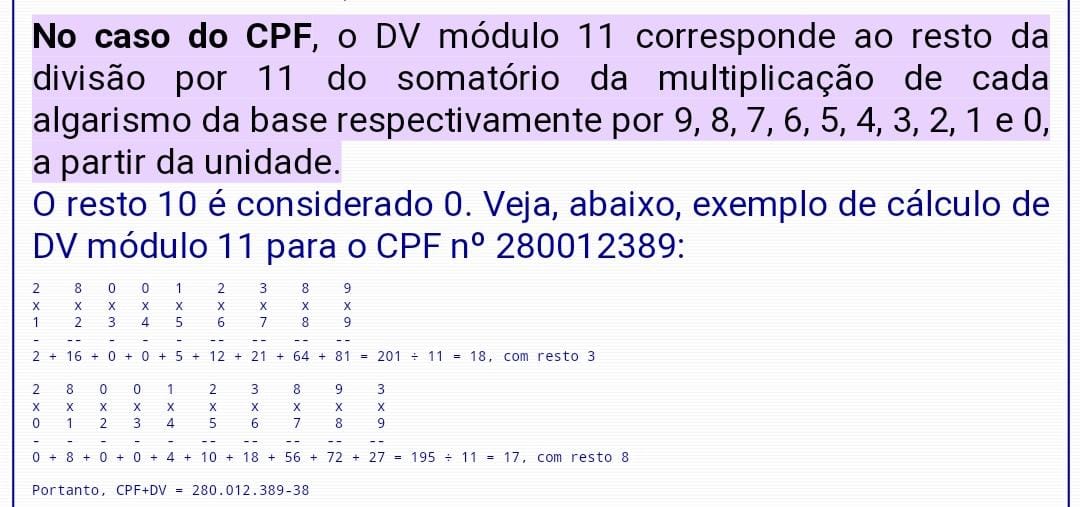 No caso do CPF, o DV módulo 11 corresponde ao resto da
divisão por 11 do somatório da multiplicação de cada
algarismo da base respectivamente por 9, 8, 7, 6, 5, 4, 3, 2, 1 e 0,
a partir da unidade.
O resto 10 é considerado 0. Veja, abaixo, exemplo de cálculo de
DV módulo 11 para o CPF nº 280012389:
2 8 0 0 1 2 3 8 9
x x x x x x x x x
1 2 3 4 5 6 7 8 9
- -- - - - -- -- -- --
2 + 16 + 0 + 0 + 5 + 12 + 21 + 64 + 81 = 201 ÷ 11 = 18, com resto 3
2 8 0 0 1 2 3 8 9 3
x x x x x x x x x x
0 1 2 3 4 5 6 7 8 9
- - - - - -- -- -- -- --
0 + 8 + 0 + 0 + 4 + 10 + 18 + 56 + 72 + 27 = 195 ÷ 11 = 17, com resto 8
Portanto, CPF+DV = 280.012.389-38